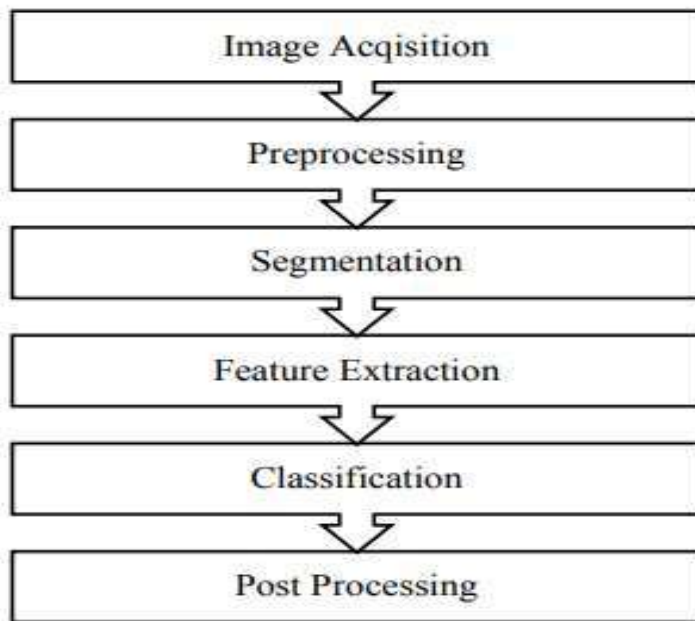 Image Acqisition
Preprocessing
Segmentation
Feature Extraction
Classification
Post Processing